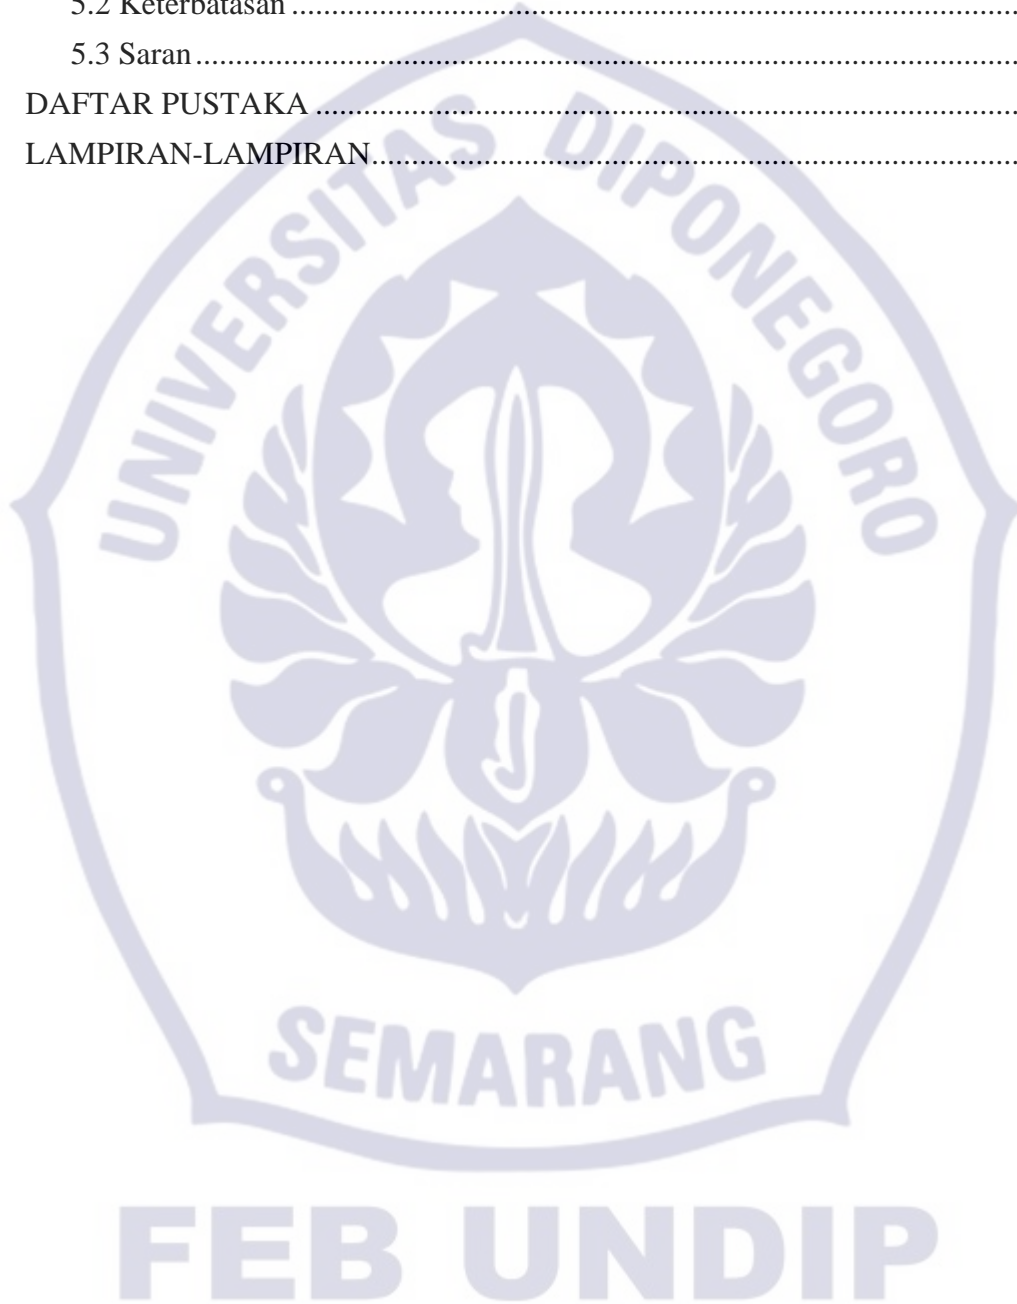 5.2 Keterbatasan ..........................................................................................
5.3 Saran ......................................................................................................
DAFTAR PUSTAKA .......................................................................................
LAMPIRAN-LAMPIRAN.................................................................................
UNIVERSITAS DIPONEGORO
SEMARANG
FEB UNDIP